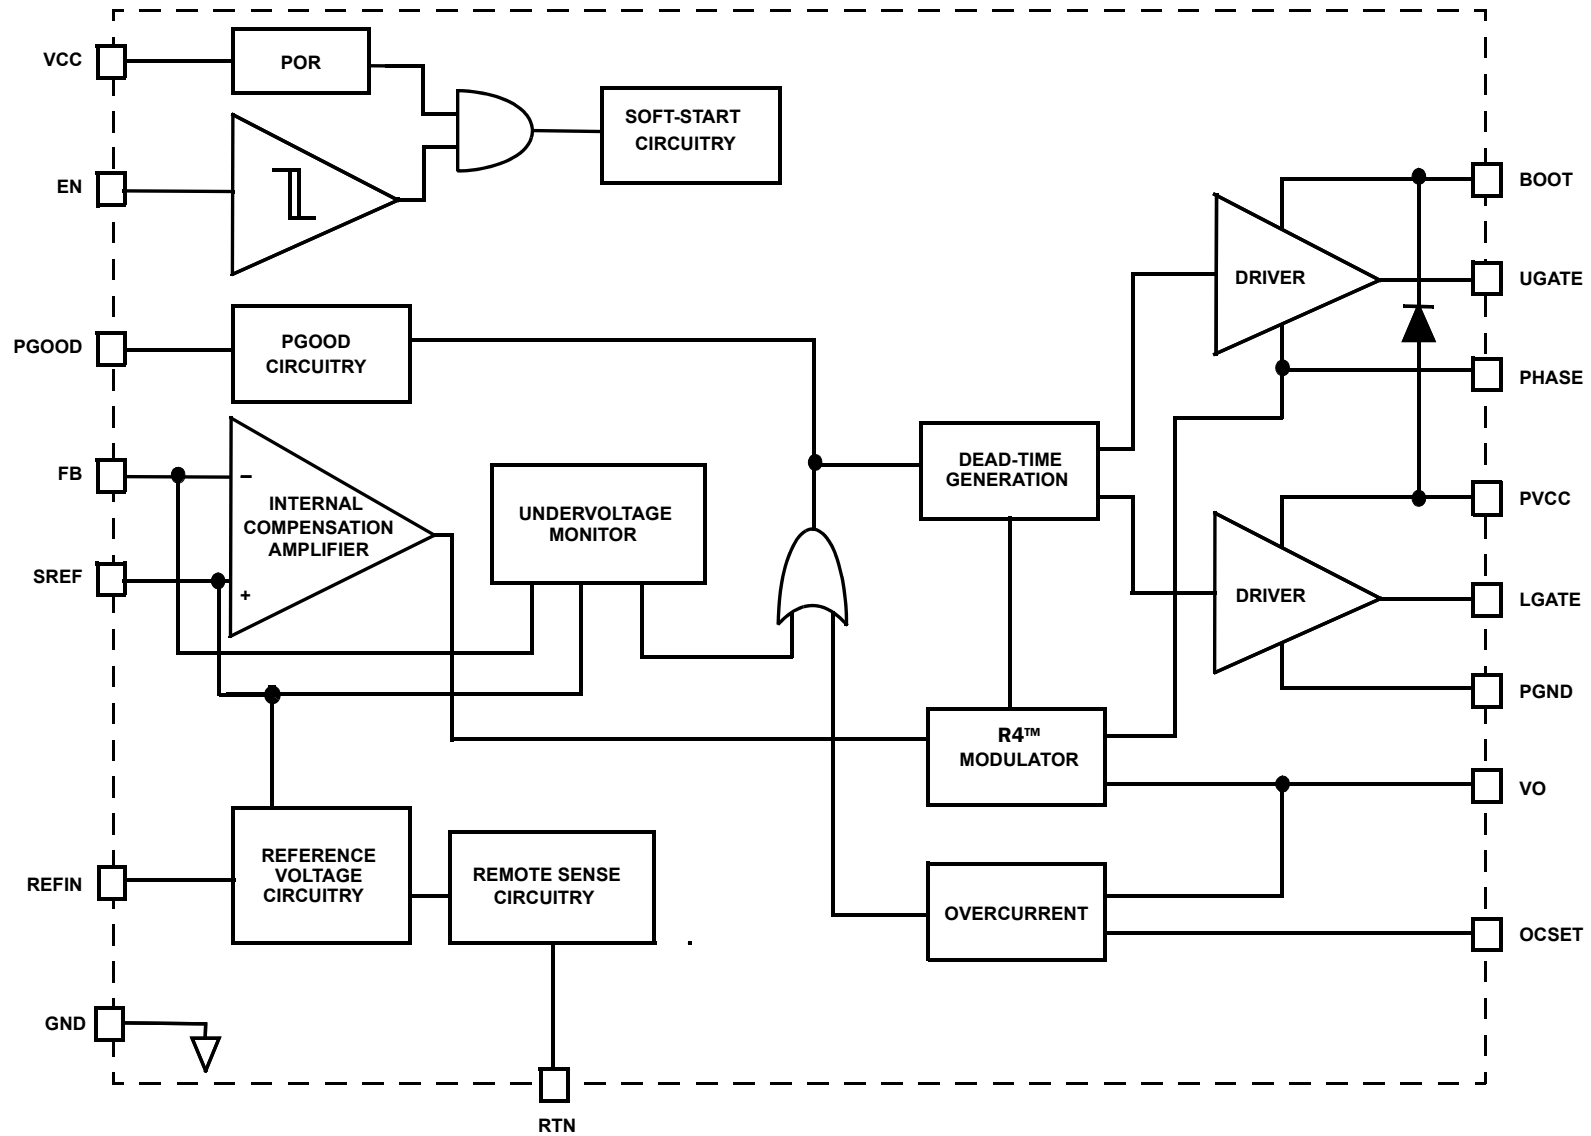 VCC
POR
SOFT-START
CIRCUITRY
EN
BOOT
DRIVER
UGATE
PGOOD
PGOOD
CIRCUITRY
PHASE
FB
–
INTERNAL
COMPENSATION
AMPLIFIER
+
SREF
UNDERVOLTAGE
MONITOR
DEAD-TIME
GENERATION
PVCC
DRIVER
LGATE
PGND
R4™
MODULATOR
VO
REFIN
REFERENCE
VOLTAGE
CIRCUITRY
REMOTE SENSE
CIRCUITRY
OVERCURRENT
OCSET
GND
RTN